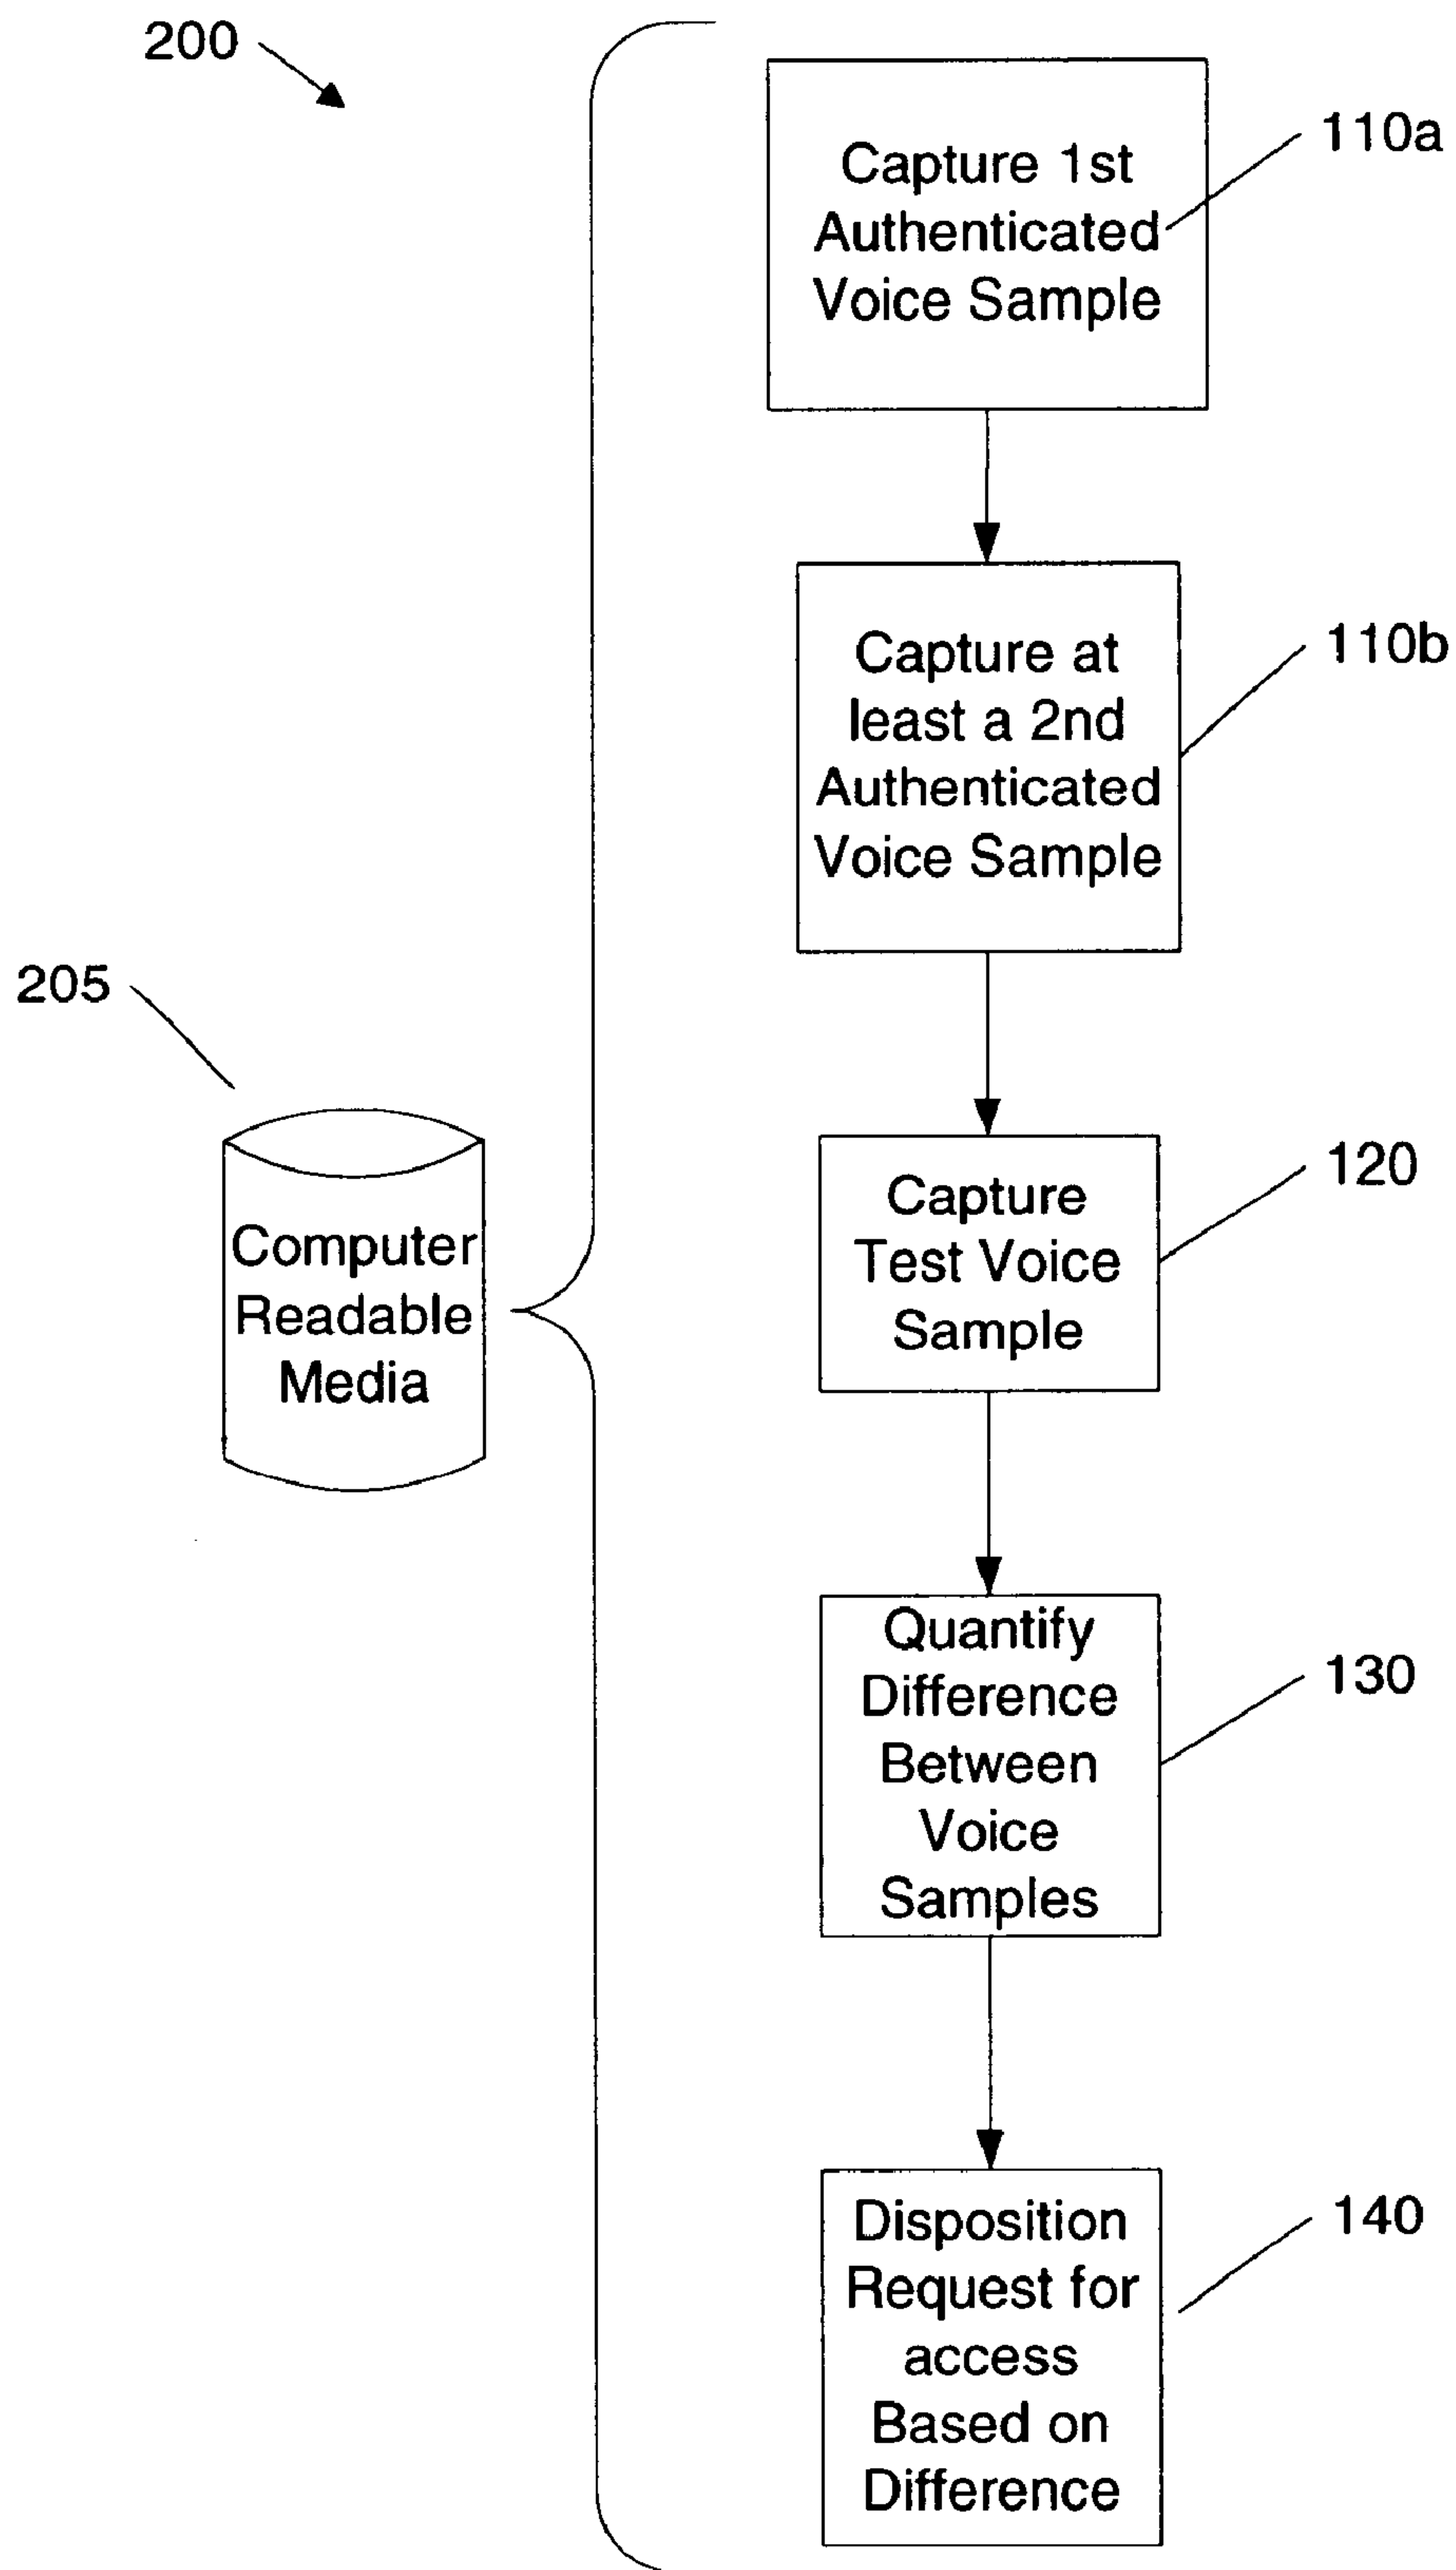 200
Capture 1st
Authenticated
Voice Sample
110a
Capture at
least a 2nd
Authenticated
Voice Sample
110b
205
Computer
Readable
Media
Capture
Test Voice
Sample
120
Quantify
Difference
Between
Voice
Samples
130
Disposition
Request for
access
Based on
Difference
140